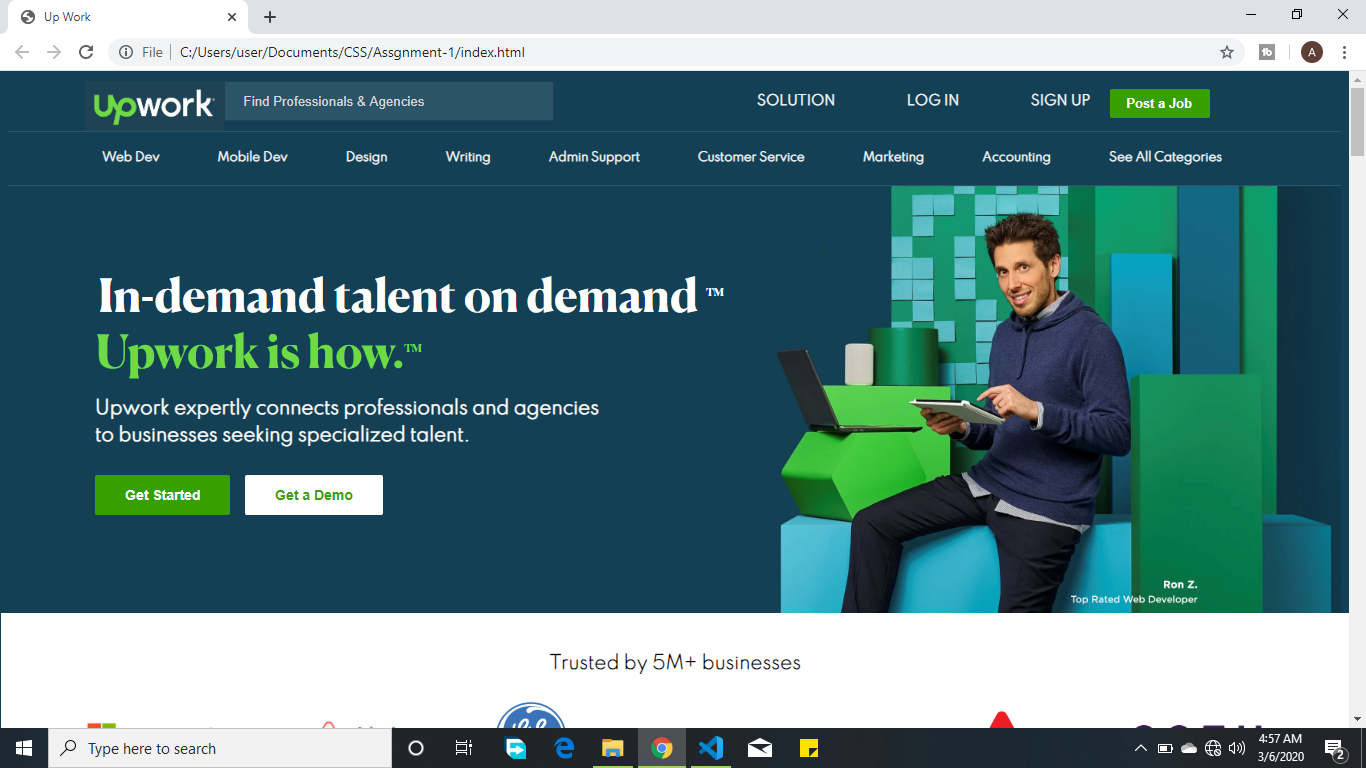 Up Work
File C:/Users/user/Documents/CSS/Assgnment-1/index.html
A
Upwork Find Professionals & Agencies SOLUTION LOG IN SIGN UP Post a Job
Web Dev Mobile Dev Design Writing Admin Support Customer Service Marketing Accounting See All Categories
In-demand talent on demand ™
Upwork is how.™
Upwork expertly connects professionals and agencies
to businesses seeking specialized talent.
Get Started Get a Demo
Ron Z.
Top Rated Web Developer
Trusted by 5M+ businesses
Type here to search
4:57 AM
3/6/2020
2